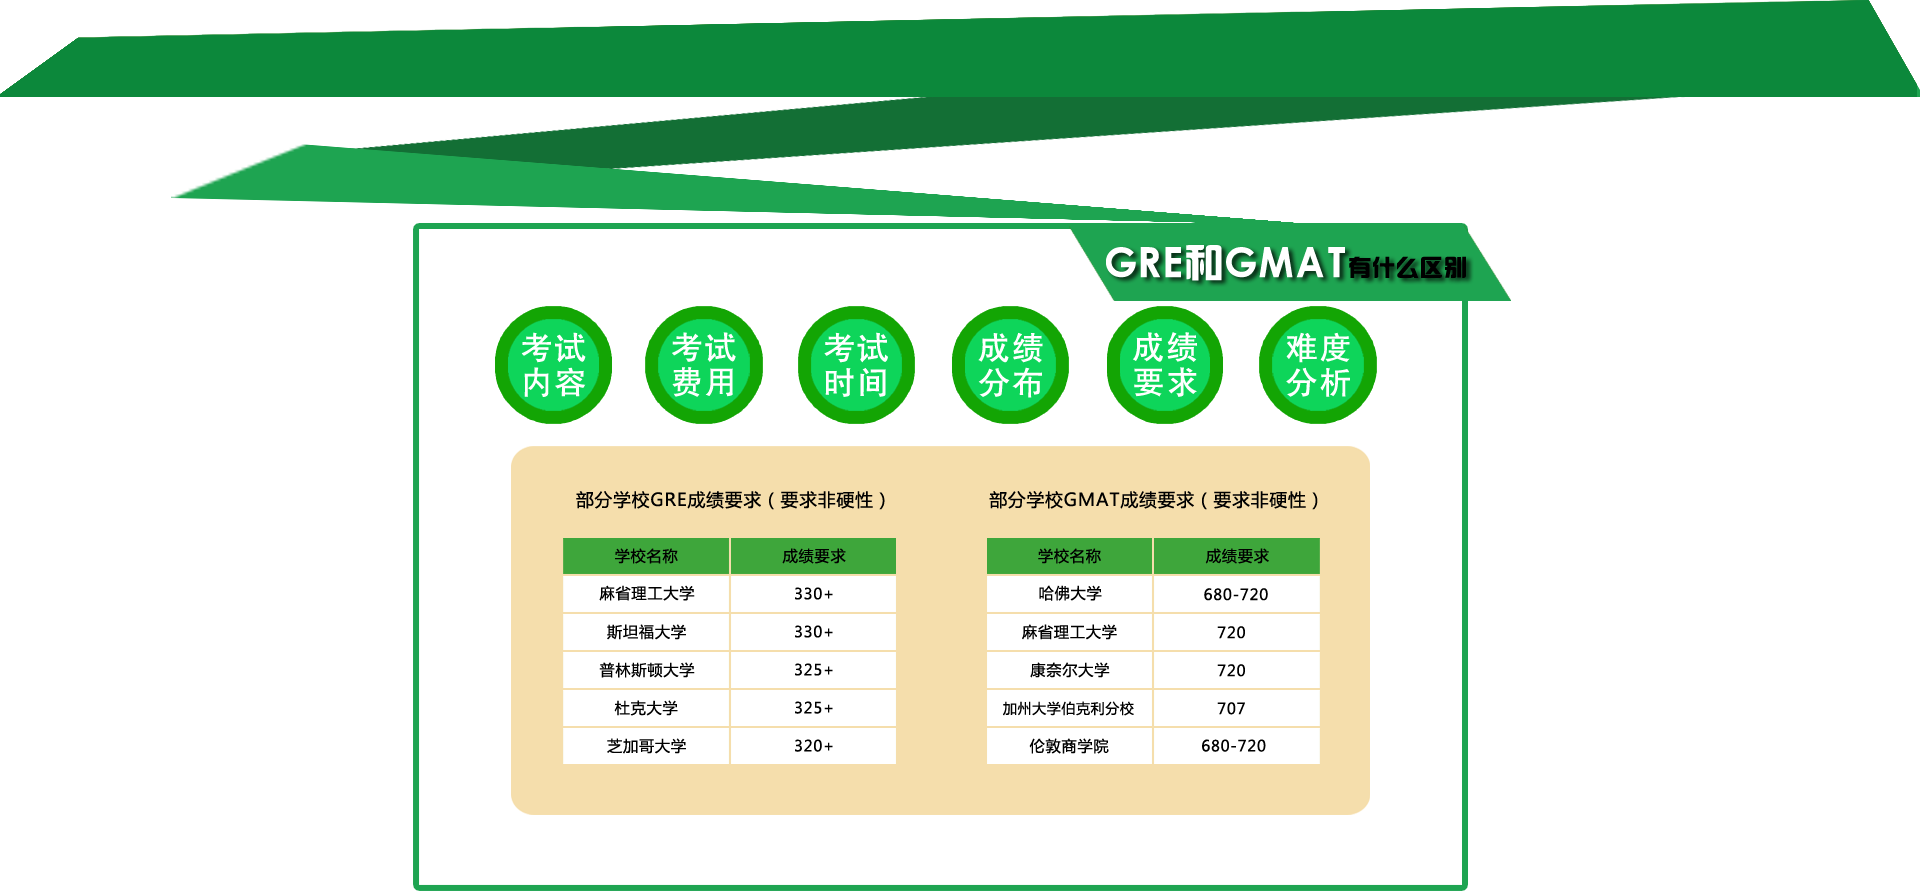 GRE和GMAT有什么区别
考试
内容
考试
费用
考试
时间
成绩
分布
成绩
要求
难度
分析
部分学校GRE成绩要求（要求非硬性）
学校名称 成绩要求
麻省理工大学 330+
斯坦福大学 330+
普林斯顿大学 325+
杜克大学 325+
芝加哥大学 320+
部分学校GMAT成绩要求（要求非硬性）
学校名称 成绩要求
哈佛大学 680-720
麻省理工大学 720
康奈尔大学 720
加州大学伯克利分校 707
伦敦商学院 680-720